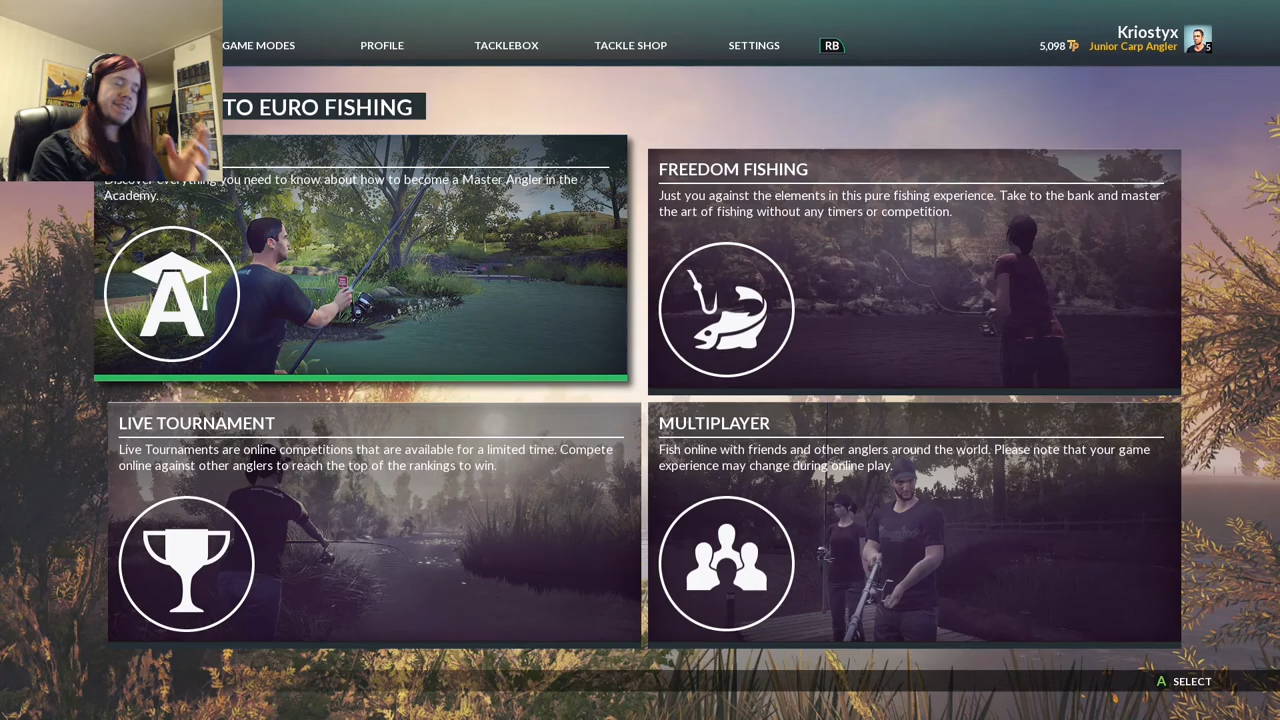 GAME MODES
PROFILE
TACKLEBOX
TACKLE SHOP
SETTINGS
RB
Kriostyx
5,098 TP
Junior Carp Angler
5
TO EURO FISHING
Discover everything you need to know about how to become a Master Angler in the
Academy.
A
FREEDOM FISHING
Just you against the elements in this pure fishing experience. Take to the bank and master
the art of fishing without any timers or competition.
LIVE TOURNAMENT
Live Tournaments are online competitions that are available for a limited time. Compete
online against other anglers to reach the top of the rankings to win.
MULTIPLAYER
Fish online with friends and other anglers around the world. Please note that your game
experience may change during online play.
A SELECT